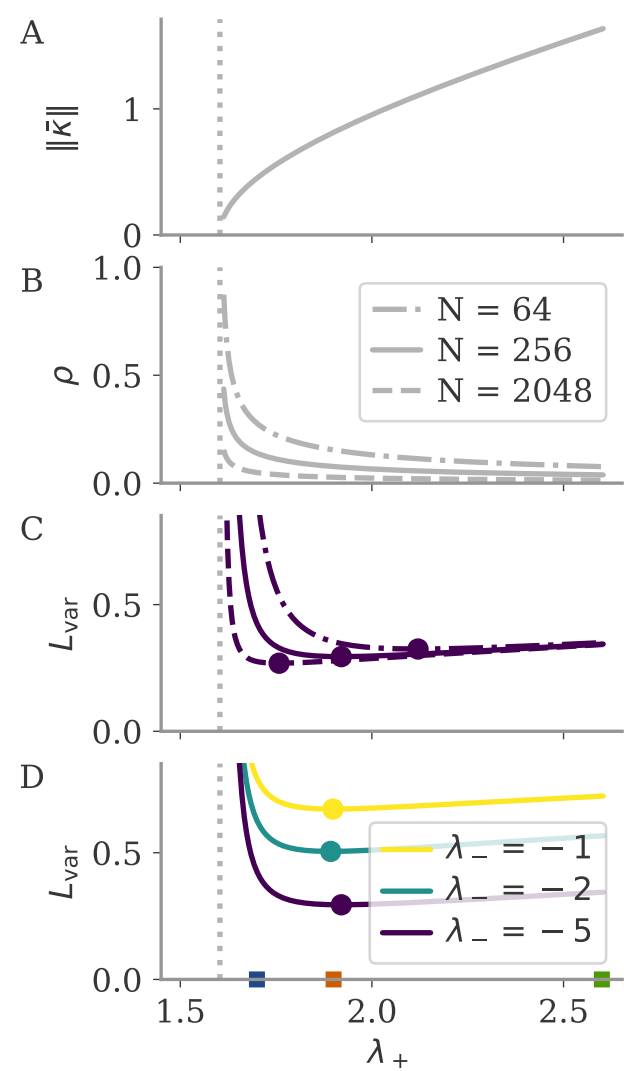 A
1
0
‖κ̄‖
B
1.0
0.5
0.0
ρ
N = 64
N = 256
N = 2048
C
0.5
0.0
L_var
D
0.5
0.0
L_var
λ_− = −1
λ_− = −2
λ_− = −5
1.5 2.0 2.5
λ_+